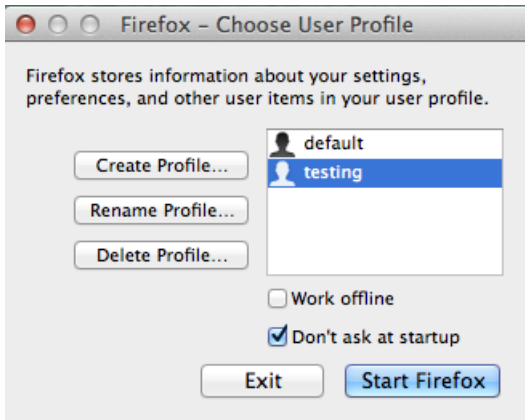 Firefox – Choose User Profile
Firefox stores information about your settings,
preferences, and other user items in your user profile.
default
Create Profile...
testing
Rename Profile...
Delete Profile...
Work offline
Don't ask at startup
Exit
Start Firefox